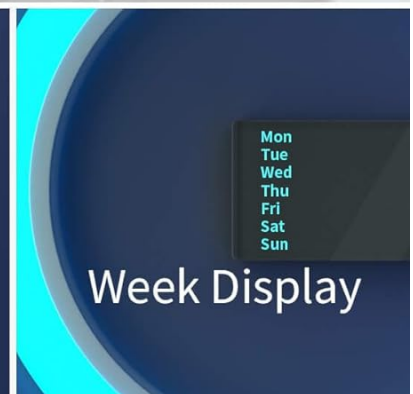 Mon
Tue
Wed
Thu
Fri
Sat
Sun
Week Display